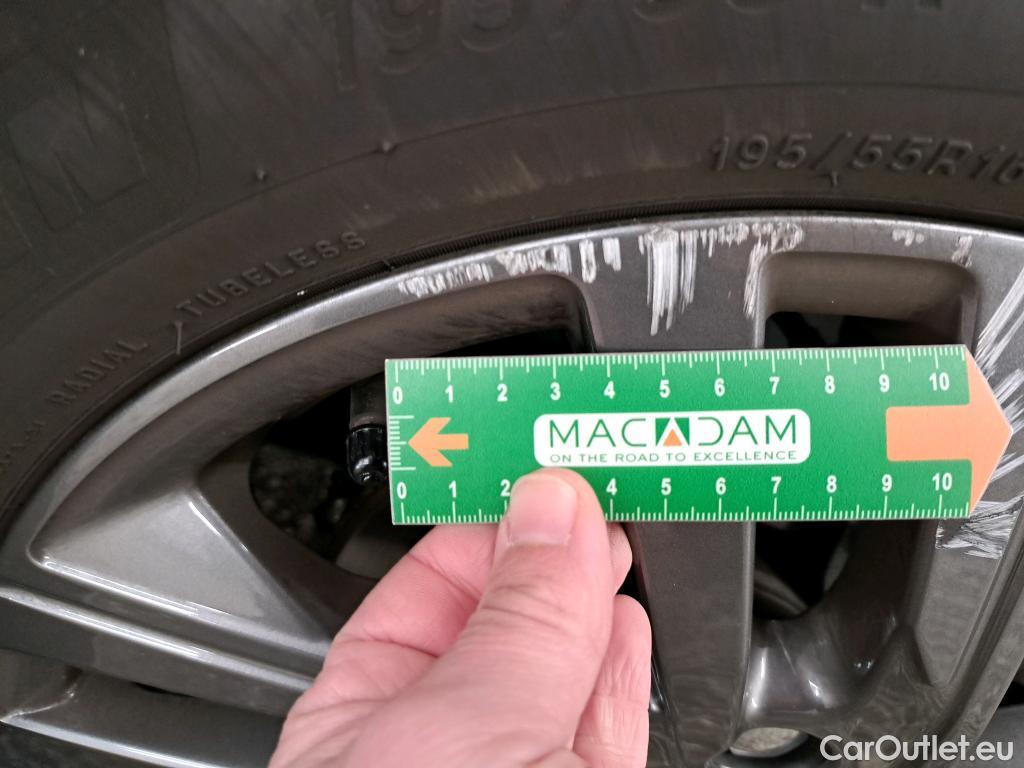 195/55R16
TUBELESS
RADIAL
0 1 2 3 4 5 6 7 8 9 10
MACADAM
ON THE ROAD TO EXCELLENCE
0 1 2 4 5 6 7 8 9 10
CarOutlet.eu